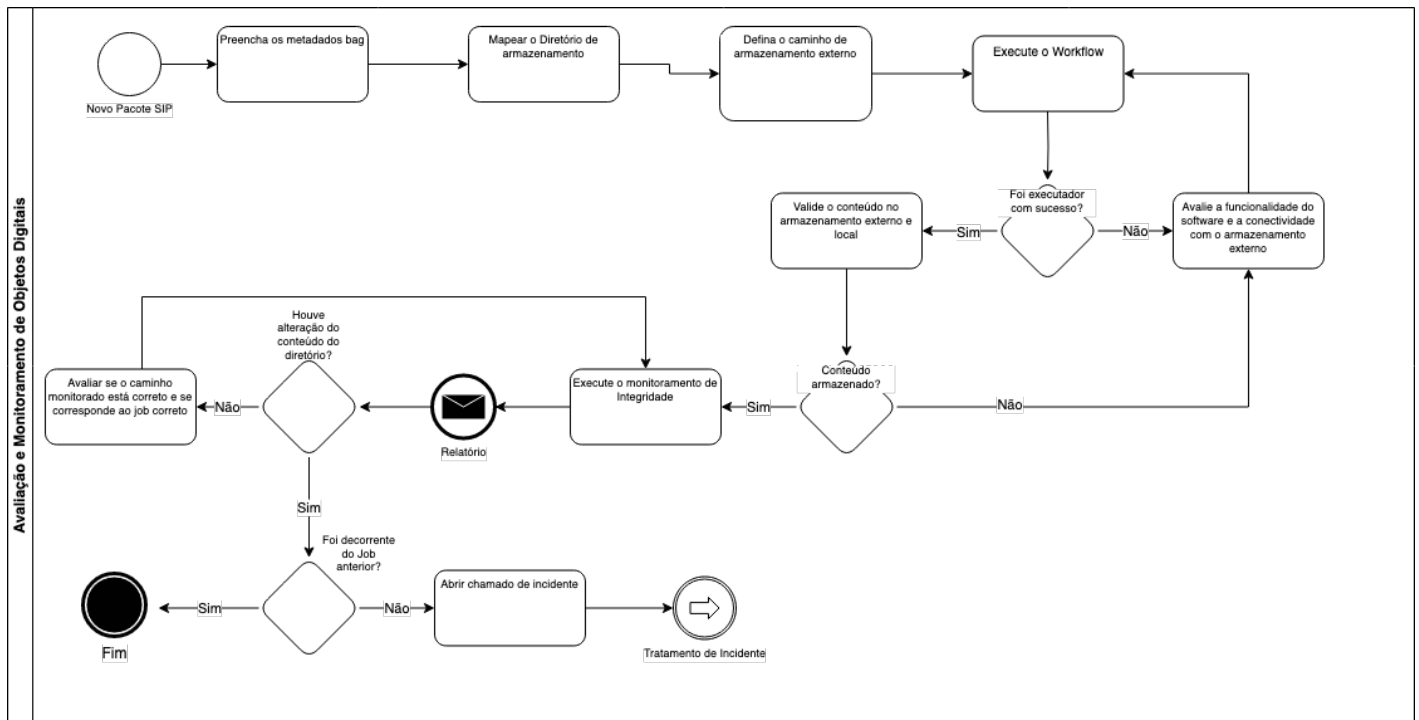 Avaliação e Monitoramento de Objetos Digitais
Novo Pacote SIP
Preencha os metadados bag
Mapear o Diretório de
armazenamento
Defina o caminho de
armazenamento externo
Execute o Workflow
Foi executador
com sucesso?
Sim
Não
Valide o conteúdo no
armazenamento externo e
local
Avalie a funcionalidade do
software e a conectividade
com o armazenamento
externo
Conteúdo
armazenado?
Sim
Não
Execute o monitoramento de
Integridade
Relatório
Houve
alteração do
conteúdo do
diretório?
Não
Avaliar se o caminho
monitorado está correto e se
corresponde ao job correto
Sim
Foi decorrente
do Job
anterior?
Sim
Fim
Não
Abrir chamado de incidente
Tratamento de Incidente